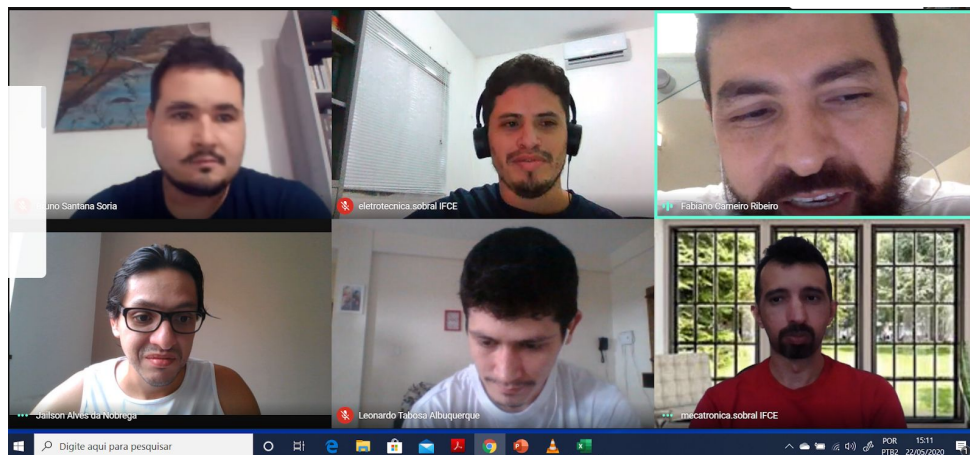 uno Santana Soria
eletrotecnica.sobral IFCE
Fabiano Carneiro Ribeiro
Jailson Alves da Nobrega
Leonardo Tabosa Albuquerque
mecatronica.sobral IFCE
Digite aqui para pesquisar
POR
15:11
PTB2
22/05/2020